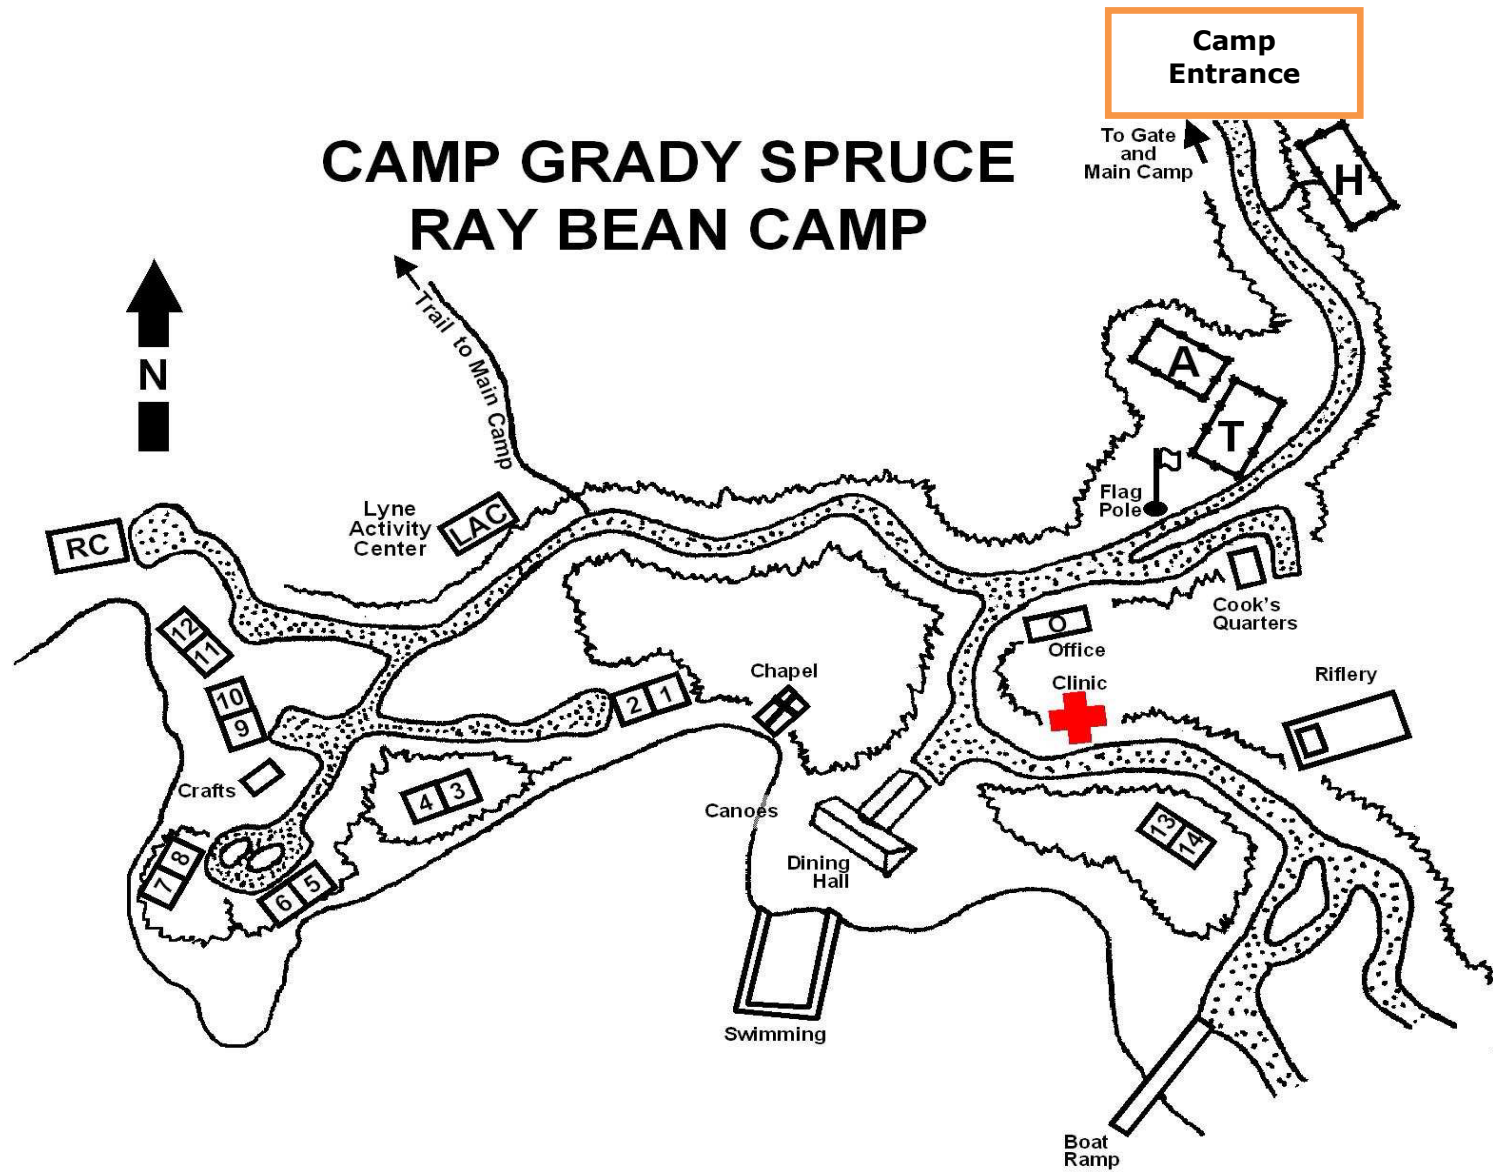 Camp
Entrance
CAMP GRADY SPRUCE
RAY BEAN CAMP
To Gate
and
Main Camp
H
Trail to Main Camp
N
A
T
Flag
Pole
Lyne
Activity
Center
LAC
RC
Cook's
Quarters
O
Office
12
11
10
9
2 1
Chapel
Clinic
Riflery
Crafts
4 3
Canoes
13
14
Dining
Hall
8
7
6 5
Swimming
Boat
Ramp